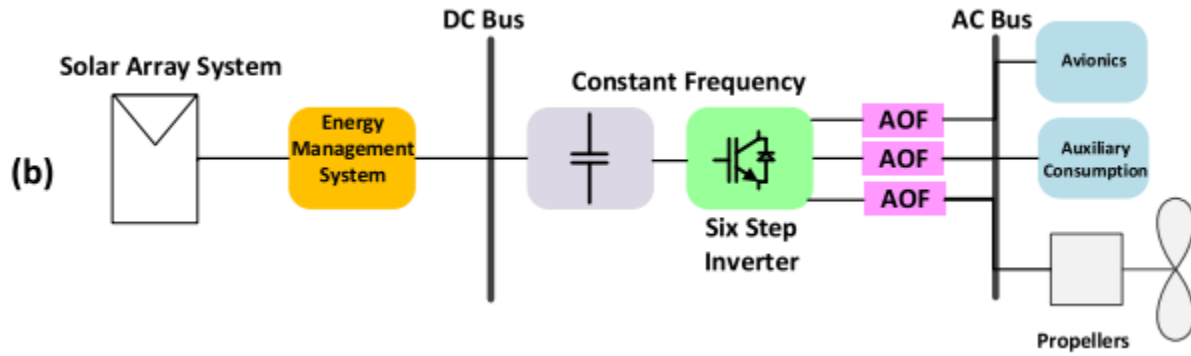 (b)
Solar Array System
Energy
Management
System
DC Bus
Constant Frequency
Six Step
Inverter
AOF
AOF
AOF
AC Bus
Avionics
Auxiliary
Consumption
Propellers